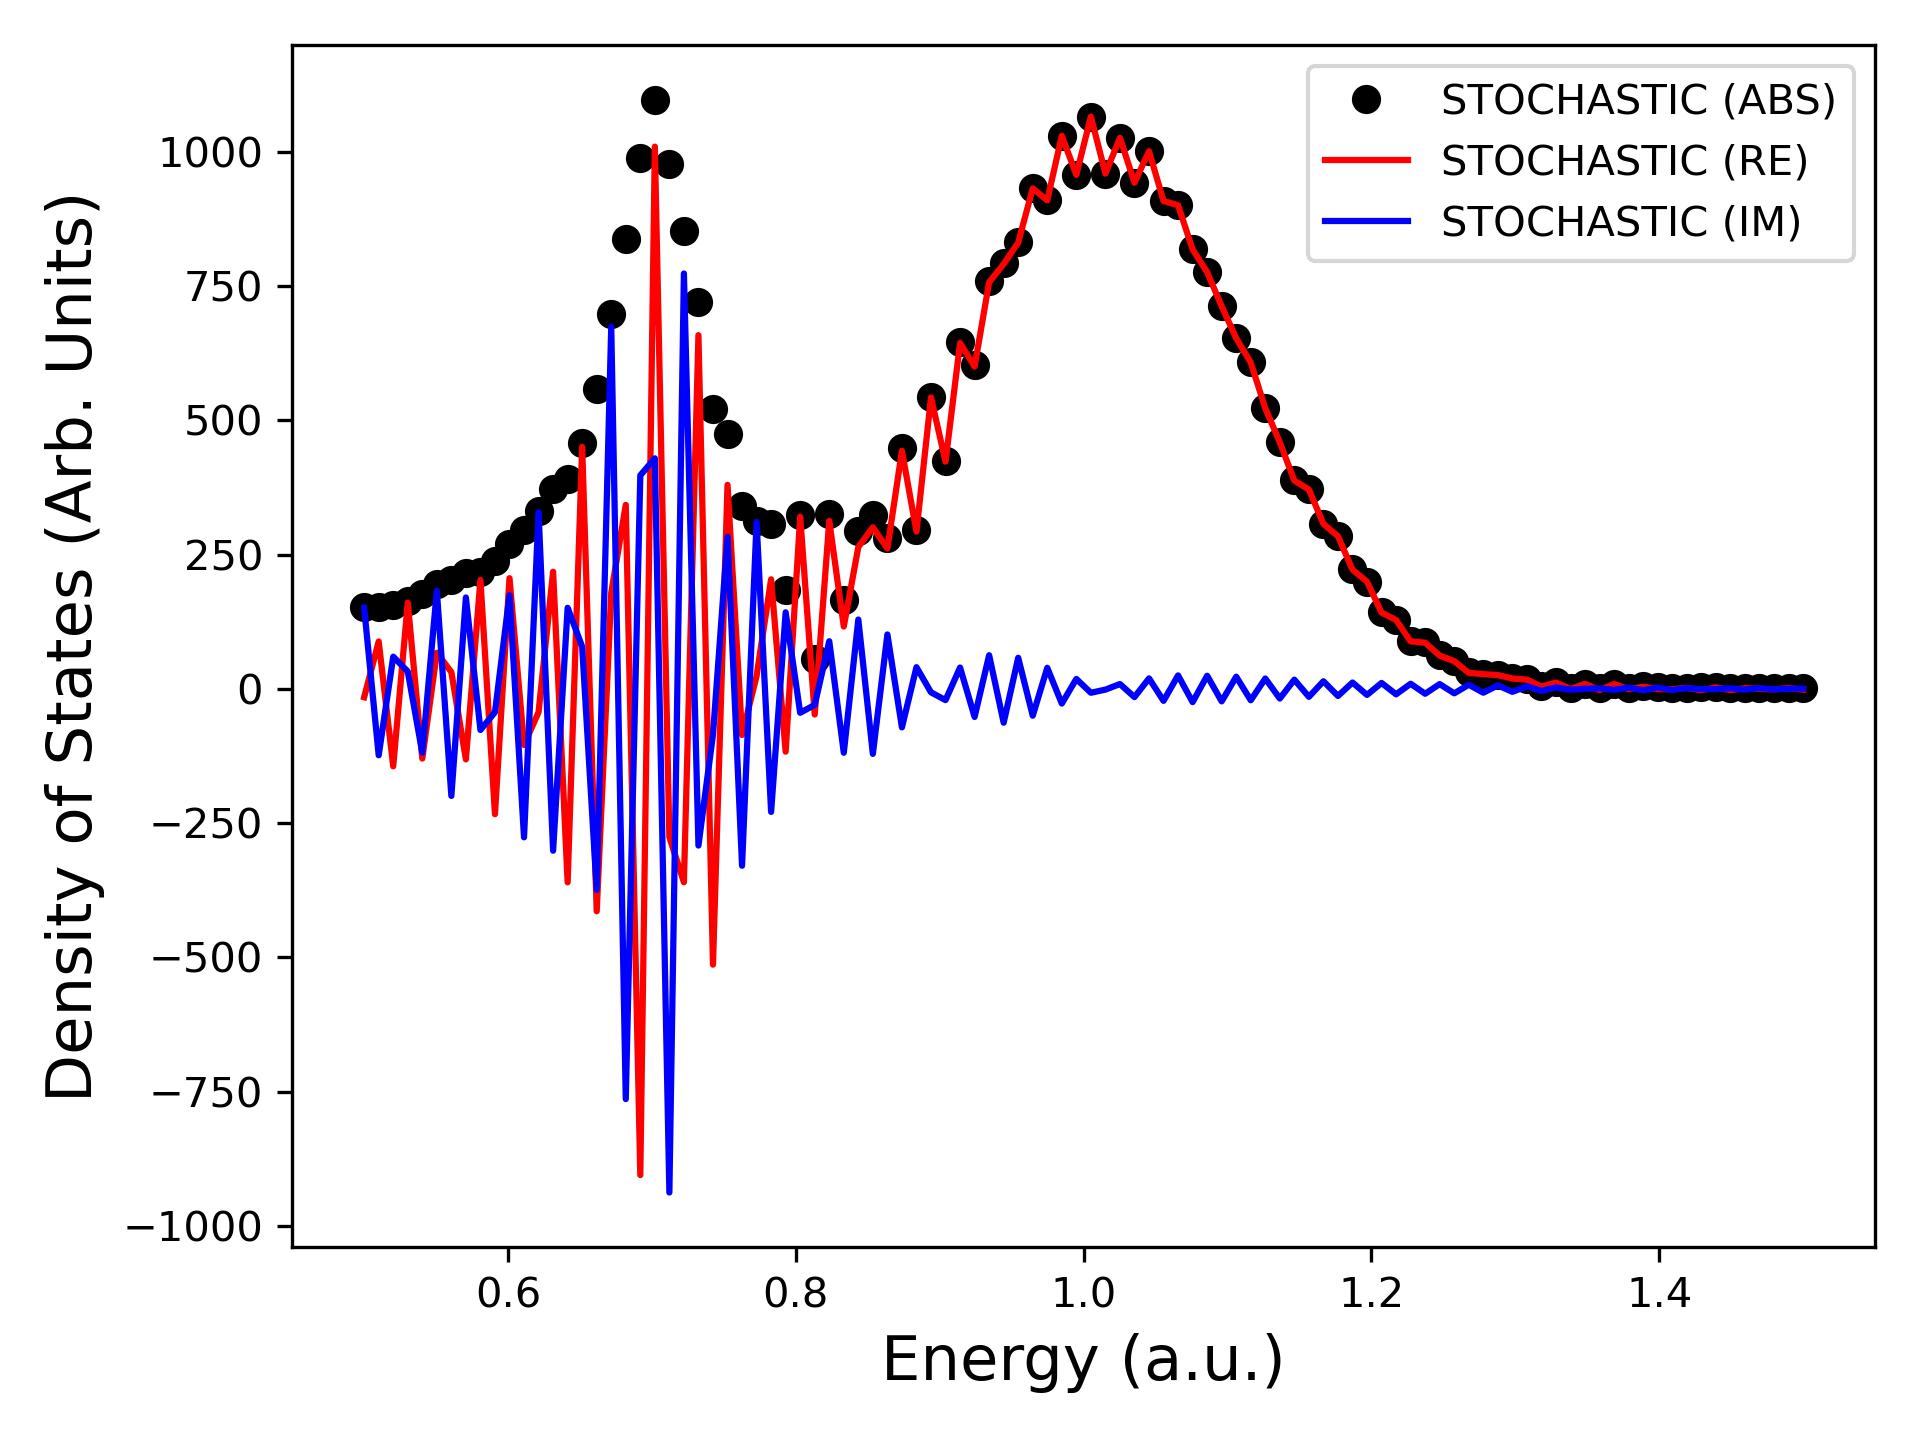 STOCHASTIC (ABS)
STOCHASTIC (RE)
STOCHASTIC (IM)
Density of States (Arb. Units)
1000
750
500
250
0
−250
−500
−750
−1000
0.6
0.8
1.0
1.2
1.4
Energy (a.u.)